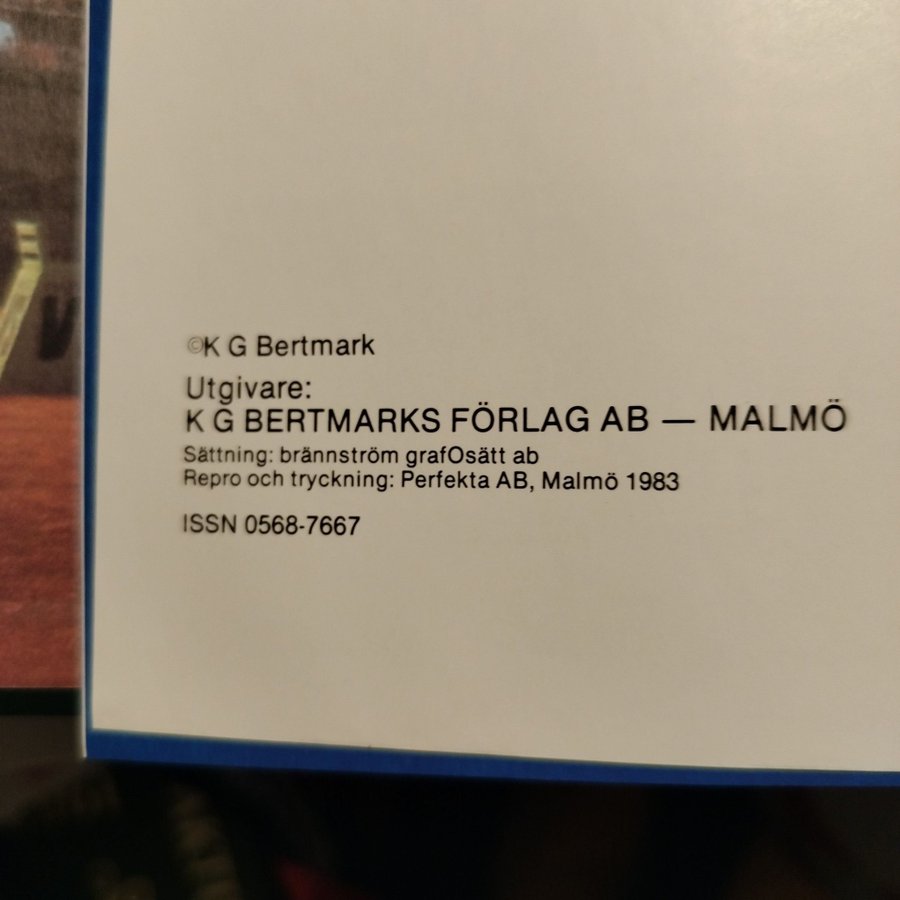 ©K G Bertmark
Utgivare:
K G BERTMARKS FÖRLAG AB — MALMÖ
Sättning: brännström grafOsätt ab
Repro och tryckning: Perfekta AB, Malmö 1983
ISSN 0568-7667